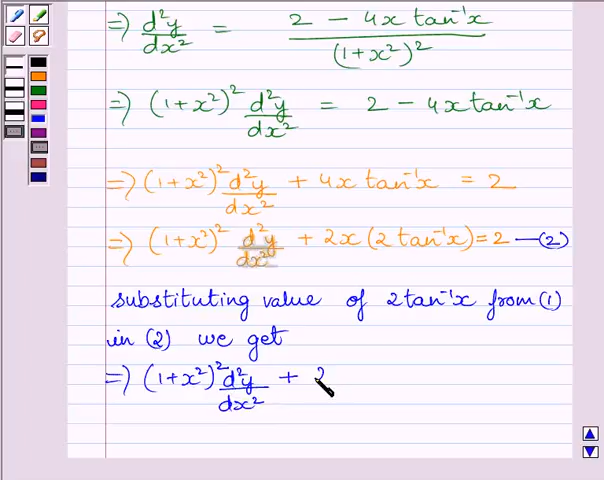 => d²y/dx² = (2 - 4x tan⁻¹x)/(1+x²)²
=> (1+x²)² d²y/dx² = 2 - 4x tan⁻¹x
=> (1+x²)² d²y/dx² + 4x tan⁻¹x = 2
=> (1+x²)² d²y/dx² + 2x(2 tan⁻¹x) = 2 —(2)
substituting value of 2tan⁻¹x from (1)
in (2) we get
=> (1+x²)² d²y/dx² + 2